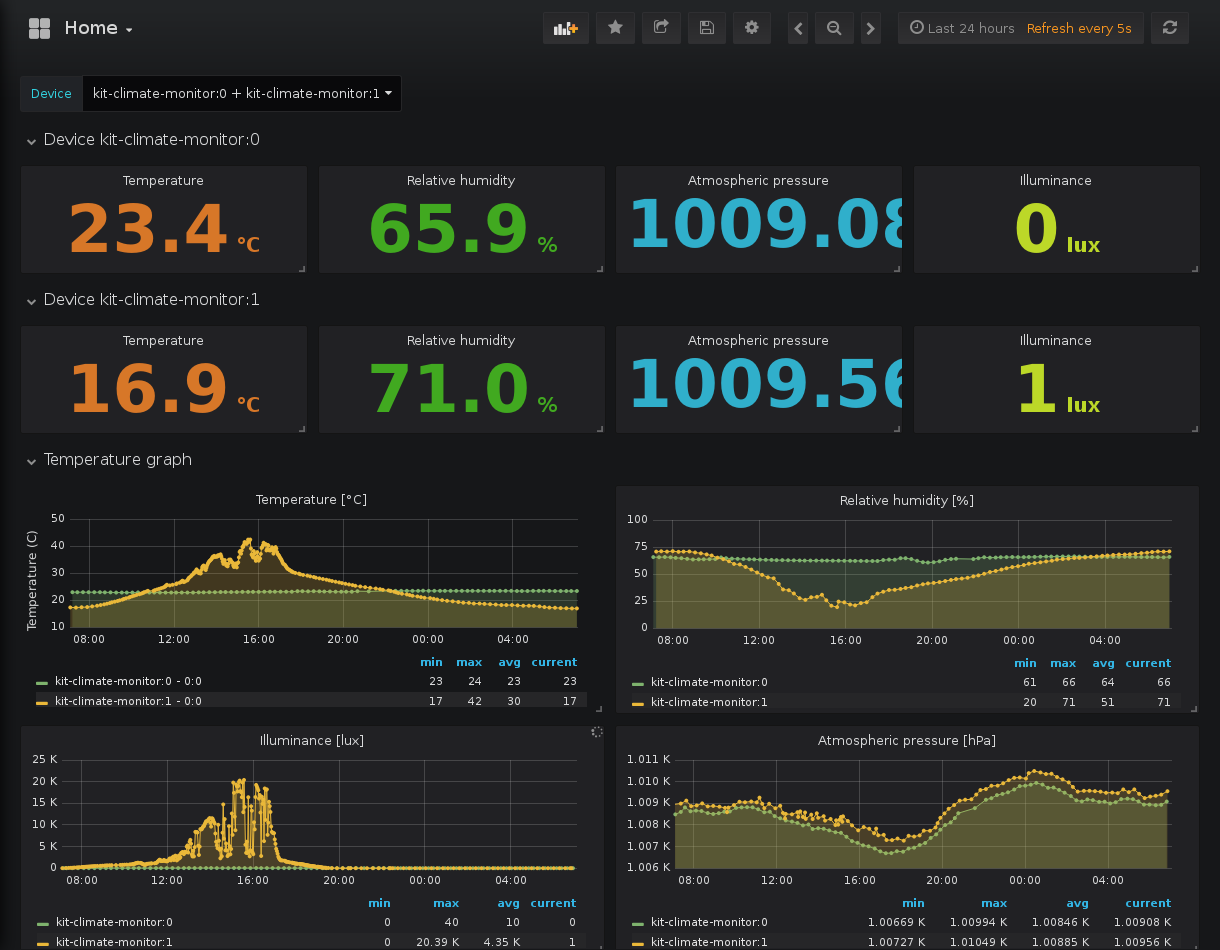 Home
Last 24 hours Refresh every 5s
Device kit-climate-monitor:0 + kit-climate-monitor:1
Device kit-climate-monitor:0
Temperature Relative humidity Atmospheric pressure Illuminance
23.4 °C 65.9 % 1009.08 0 lux
Device kit-climate-monitor:1
Temperature Relative humidity Atmospheric pressure Illuminance
16.9 °C 71.0 % 1009.56 1 lux
Temperature graph
Temperature [°C]
Temperature (C)
50
40
30
20
10
08:00 12:00 16:00 20:00 00:00 04:00
min max avg current
kit-climate-monitor:0 - 0:0 23 24 23 23
kit-climate-monitor:1 - 0:0 17 42 30 17
Relative humidity [%]
100
75
50
25
0
08:00 12:00 16:00 20:00 00:00 04:00
min max avg current
kit-climate-monitor:0 61 66 64 66
kit-climate-monitor:1 20 71 51 71
Illuminance [lux]
25 K
20 K
15 K
10 K
5 K
0
08:00 12:00 16:00 20:00 00:00 04:00
min max avg current
kit-climate-monitor:0 0 40 10 0
kit-climate-monitor:1 0 20.39 K 4.35 K 1
Atmospheric pressure [hPa]
1.011 K
1.010 K
1.009 K
1.008 K
1.007 K
1.006 K
08:00 12:00 16:00 20:00 00:00 04:00
min max avg current
kit-climate-monitor:0 1.00669 K 1.00994 K 1.00846 K 1.00908 K
kit-climate-monitor:1 1.00727 K 1.01049 K 1.00885 K 1.00956 K